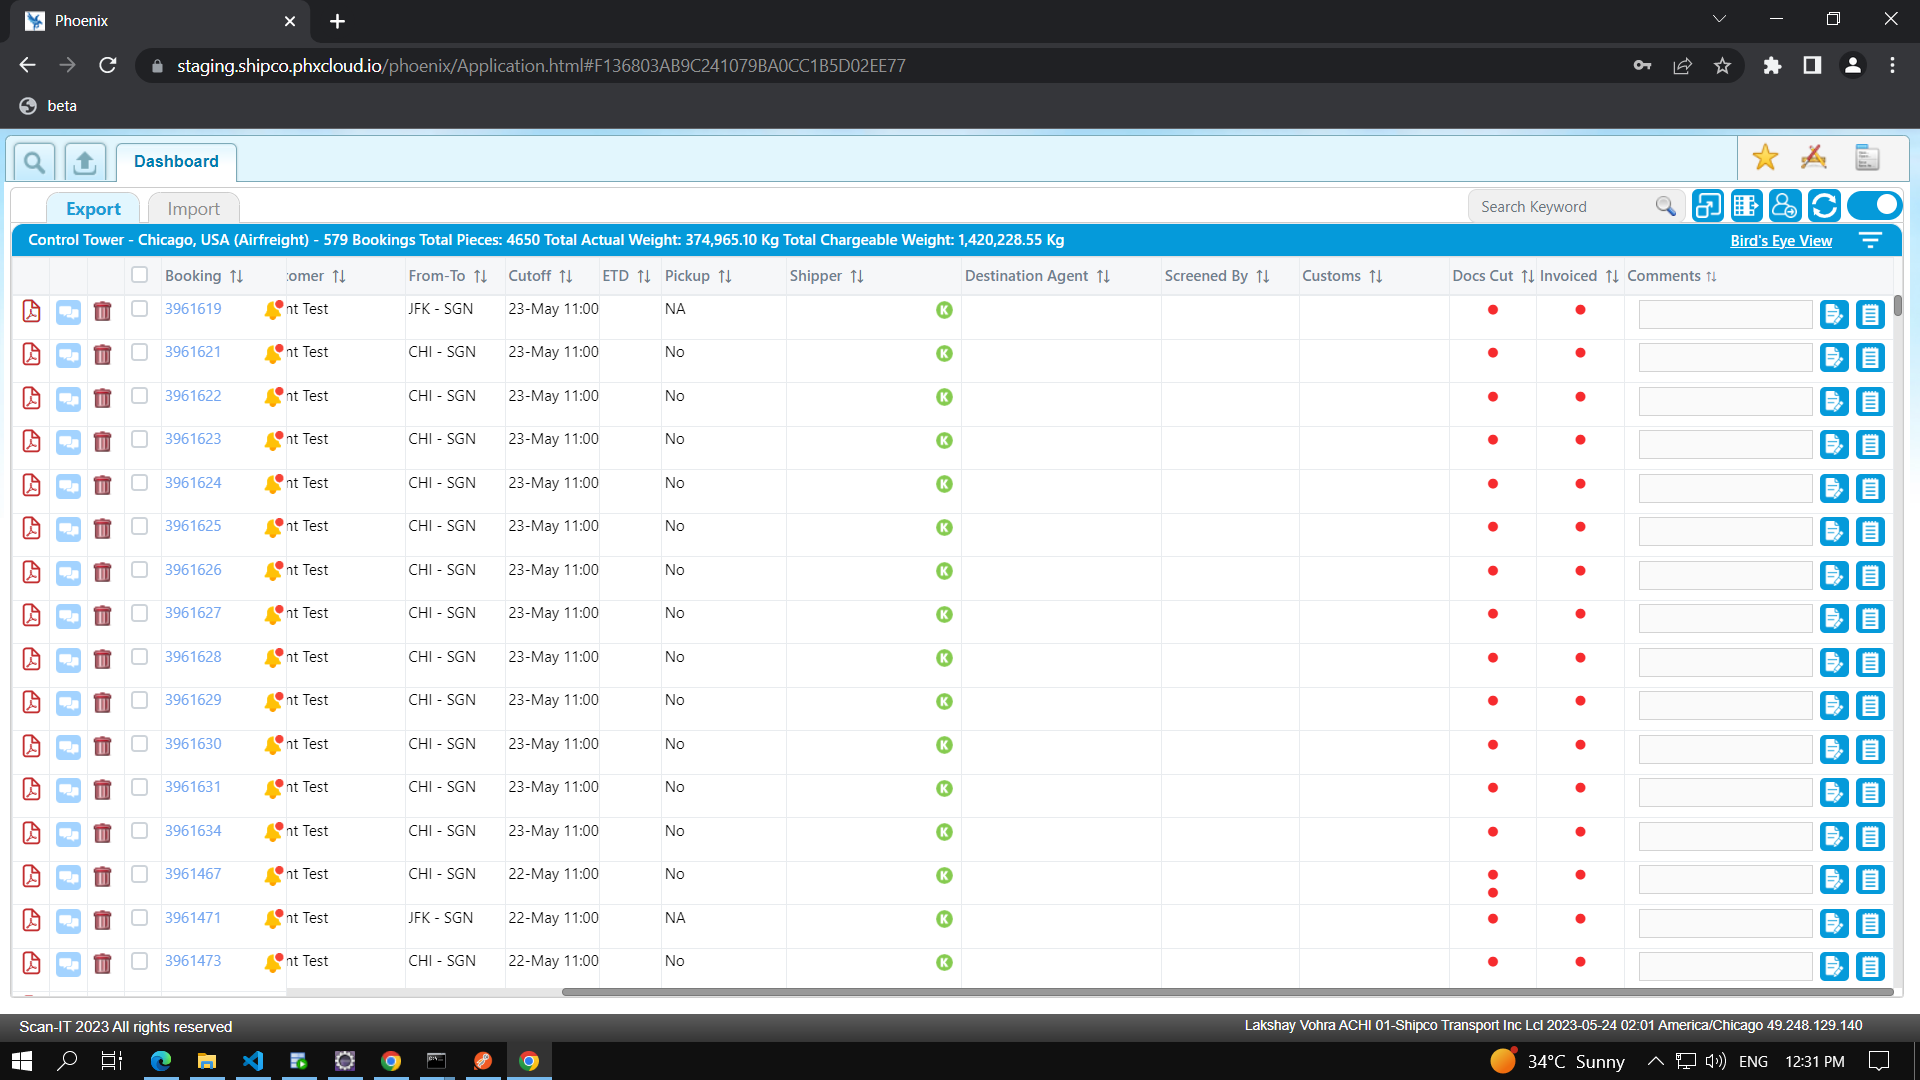 Phoenix
staging.shipco.phxcloud.io/phoenix/Application.html#F136803AB9C241079BA0CC1B5D02EE77
beta
Dashboard
Export Import Search Keyword
Control Tower - Chicago, USA (Airfreight) - 579 Bookings Total Pieces: 4650 Total Actual Weight: 374,965.10 Kg Total Chargeable Weight: 1,420,228.55 Kg Bird's Eye View
Booking tomer From-To Cutoff ETD Pickup Shipper Destination Agent Screened By Customs Docs Cut Invoiced Comments
3961619 nt Test JFK - SGN 23-May 11:00 NA K
3961621 nt Test CHI - SGN 23-May 11:00 No K
3961622 nt Test CHI - SGN 23-May 11:00 No K
3961623 nt Test CHI - SGN 23-May 11:00 No K
3961624 nt Test CHI - SGN 23-May 11:00 No K
3961625 nt Test CHI - SGN 23-May 11:00 No K
3961626 nt Test CHI - SGN 23-May 11:00 No K
3961627 nt Test CHI - SGN 23-May 11:00 No K
3961628 nt Test CHI - SGN 23-May 11:00 No K
3961629 nt Test CHI - SGN 23-May 11:00 No K
3961630 nt Test CHI - SGN 23-May 11:00 No K
3961631 nt Test CHI - SGN 23-May 11:00 No K
3961634 nt Test CHI - SGN 23-May 11:00 No K
3961467 nt Test CHI - SGN 22-May 11:00 No K
3961471 nt Test JFK - SGN 22-May 11:00 NA K
3961473 nt Test CHI - SGN 22-May 11:00 No K
Scan-IT 2023 All rights reserved Lakshay Vohra ACHI 01-Shipco Transport Inc Lcl 2023-05-24 02:01 America/Chicago 49.248.129.140
34°C Sunny ENG 12:31 PM